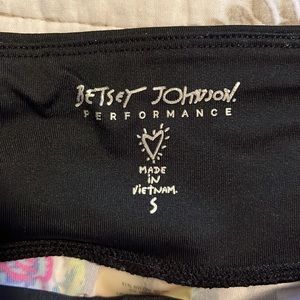 BETSEY JOHNSON.
PERFORMANCE
MADE
IN
VIETNAM.
S